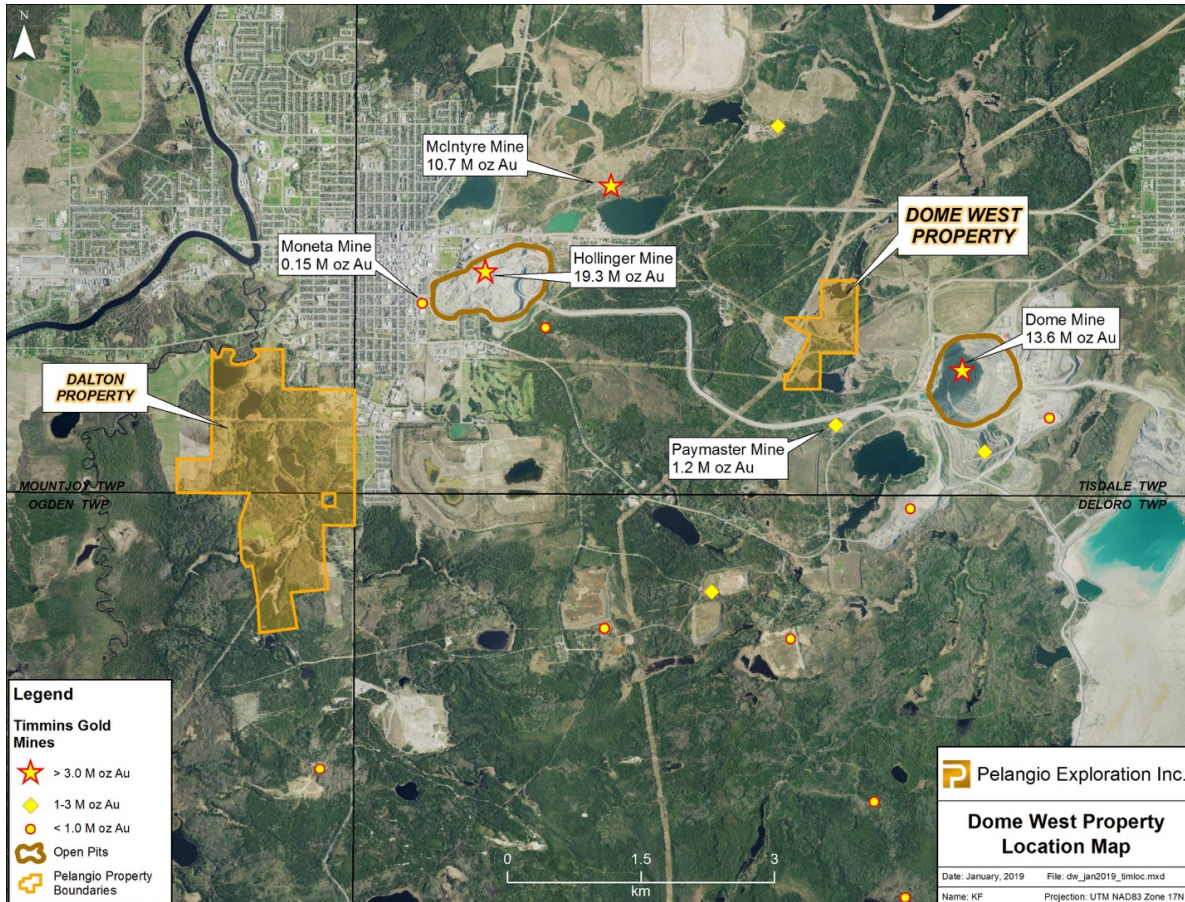 N
McIntyre Mine
10.7 M oz Au
DOME WEST
PROPERTY
Moneta Mine
0.15 M oz Au
Hollinger Mine
19.3 M oz Au
Dome Mine
13.6 M oz Au
DALTON
PROPERTY
Paymaster Mine
1.2 M oz Au
MOUNTJOY TWP
OGDEN TWP
TISDALE TWP
DELORO TWP
Legend
Timmins Gold
Mines
> 3.0 M oz Au
1-3 M oz Au
< 1.0 M oz Au
Open Pits
Pelangio Property
Boundaries
0 1.5 3
km
Pelangio Exploration Inc.
Dome West Property
Location Map
Date: January, 2019 File: dw_jan2019_timloc.mxd
Name: KF Projection: UTM NAD83 Zone 17N